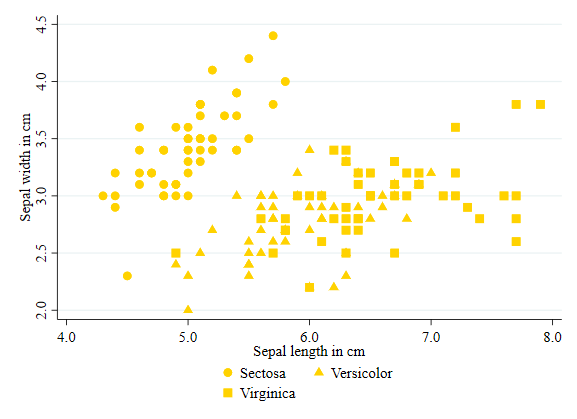 4.5
4.0
3.5
3.0
2.5
2.0
Sepal width in cm
4.0 5.0 6.0 7.0 8.0
Sepal length in cm
Sectosa Versicolor
Virginica